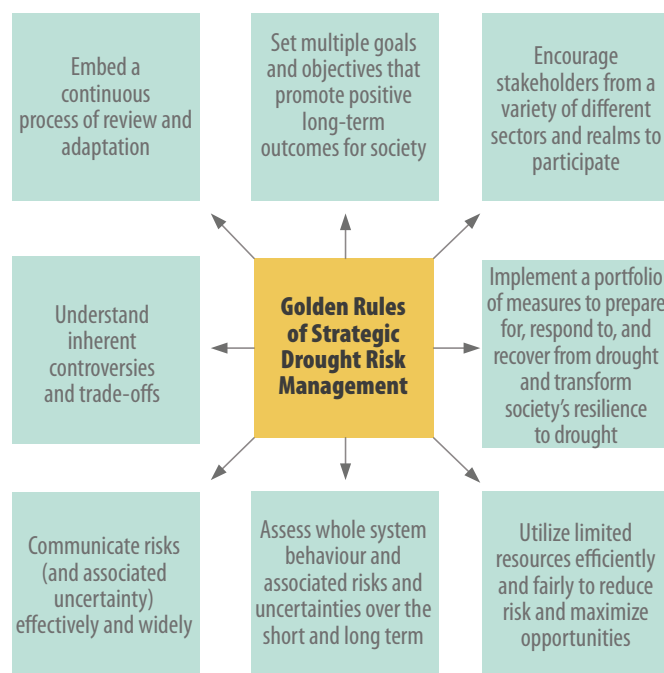 Embed a
continuous
process of review and
adaptation
Set multiple goals
and objectives that
promote positive
long-term
outcomes for society
Encourage
stakeholders from a
variety of different
sectors and realms to
participate
Understand
inherent
controversies
and trade-offs
Golden Rules
of Strategic
Drought Risk
Management
Implement a portfolio
of measures to prepare
for, respond to, and
recover from drought
and transform
society’s resilience
to drought
Communicate risks
(and associated
uncertainty)
effectively and widely
Assess whole system
behaviour and
associated risks and
uncertainties over the
short and long term
Utilize limited
resources efficiently
and fairly to reduce
risk and maximize
opportunities